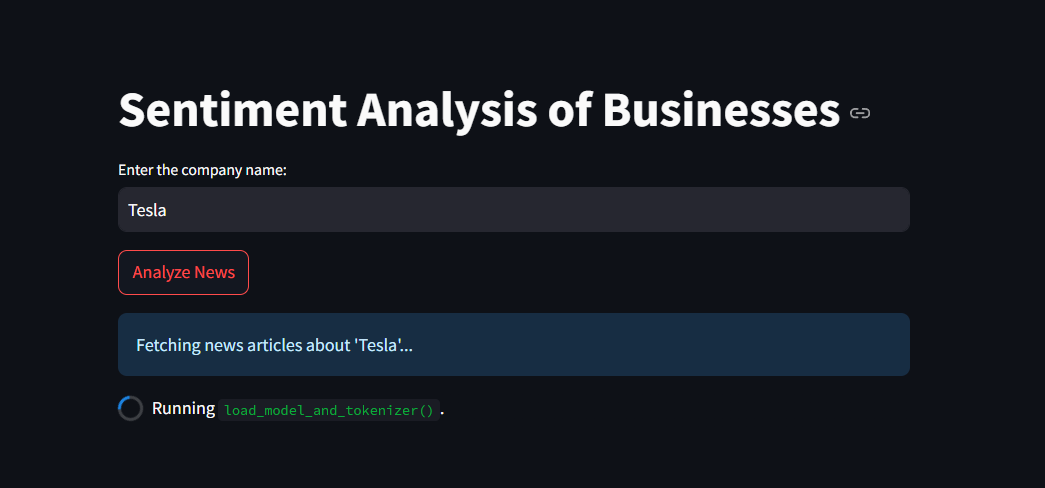 Sentiment Analysis of Businesses
Enter the company name:
Tesla
Analyze News
Fetching news articles about 'Tesla'...
Running load_model_and_tokenizer().